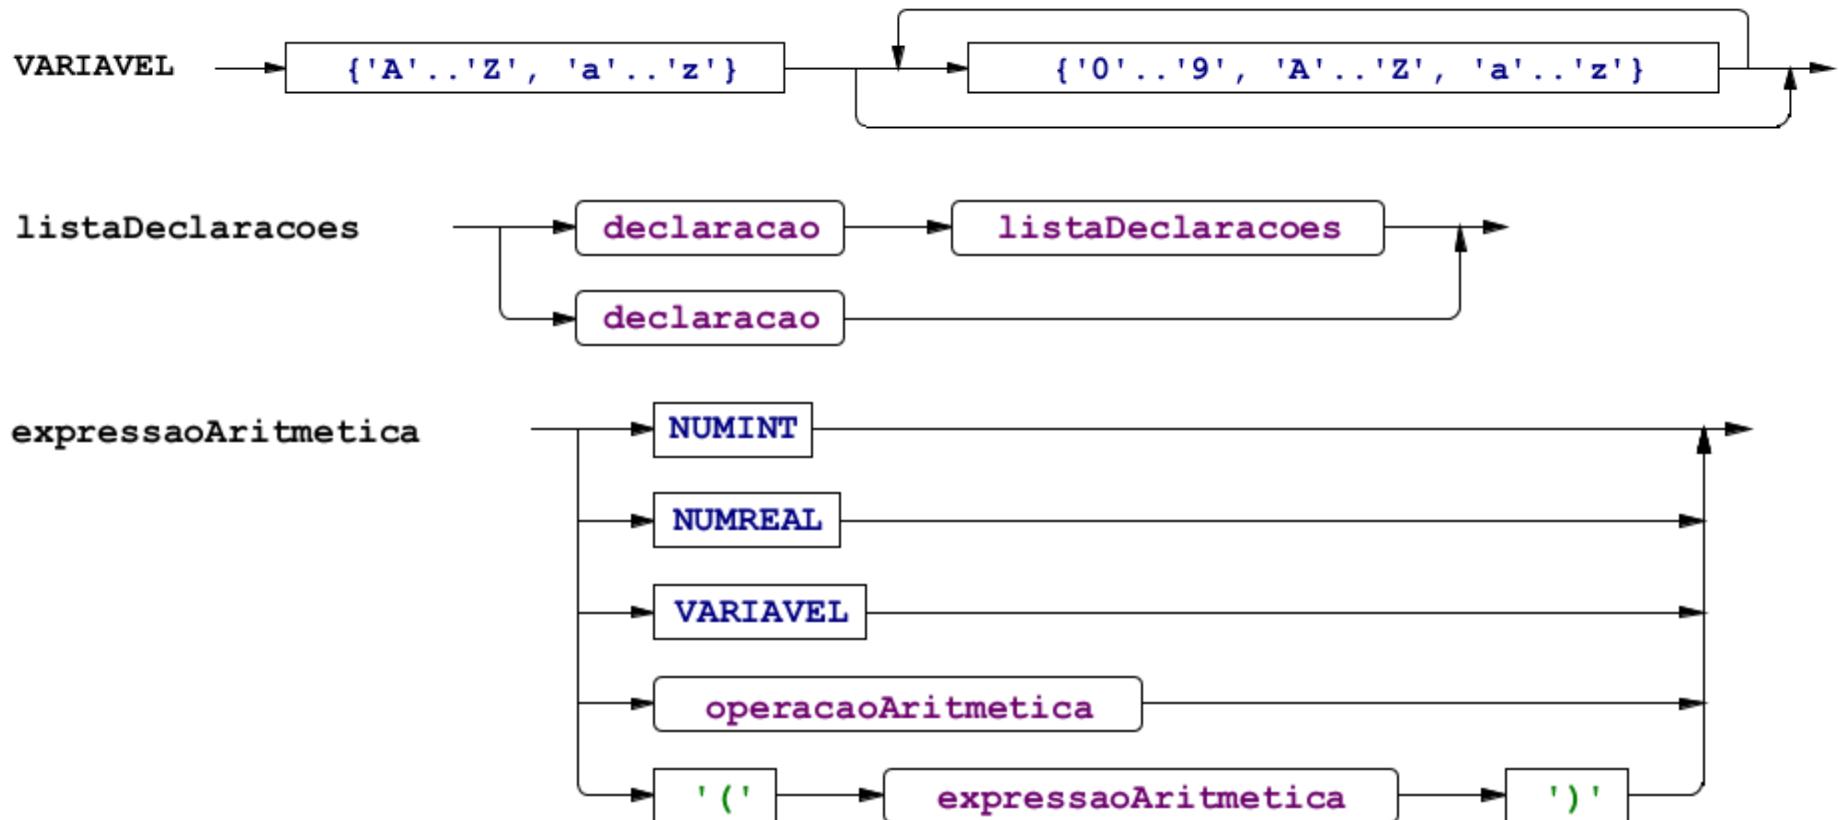 VARIAVEL {'A'..'Z', 'a'..'z'} {'0'..'9', 'A'..'Z', 'a'..'z'}
listaDeclaracoes declaracao listaDeclaracoes
declaracao
expressaoAritmetica NUMINT
NUMREAL
VARIAVEL
operacaoAritmetica
'(' expressaoAritmetica ')'